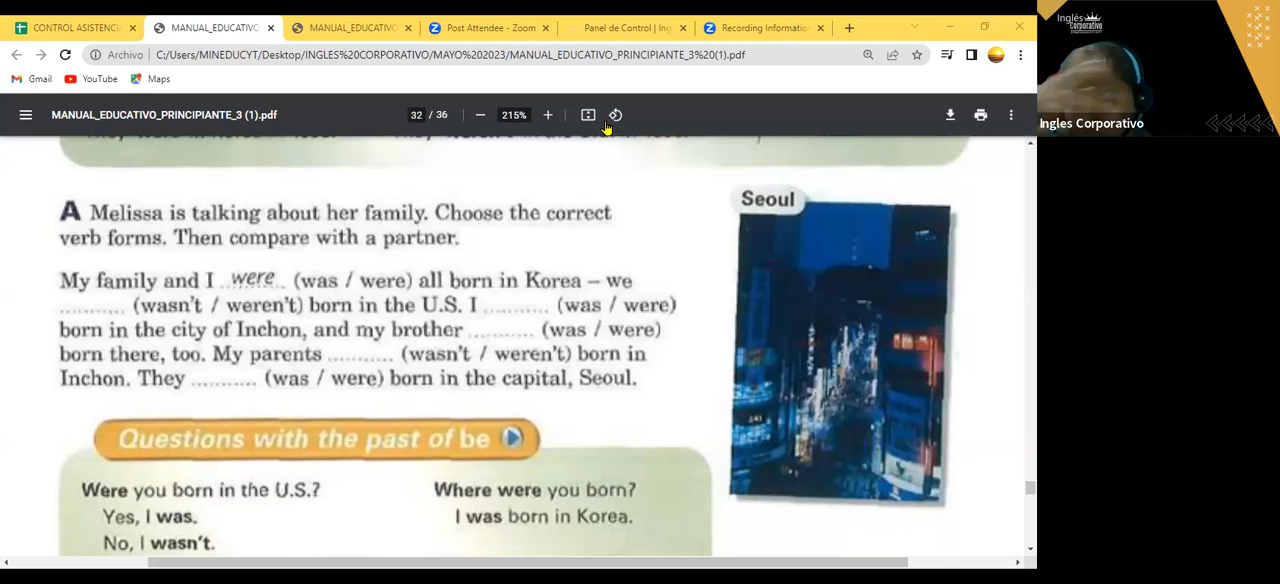 CONTROL ASISTENCI
MANUAL_EDUCATIVO
MANUAL_EDUCATIVO
Post Attendee - Zoom
Panel de Control | Ing
Recording Informatio
Archivo
C:/Users/MINEDUCYT/Desktop/INGLES%20CORPORATIVO/MAYO%202023/MANUAL_EDUCATIVO_PRINCIPIANTE_3%20(1).pdf
Gmail
YouTube
Maps
MANUAL_EDUCATIVO_PRINCIPIANTE_3 (1).pdf
32 / 36
215%
Inglés
Corporativo
Ingles Corporativo
A Melissa is talking about her family. Choose the correct
verb forms. Then compare with a partner.
My family and I ..were.. (was / were) all born in Korea – we
........... (wasn't / weren't) born in the U.S. I ........... (was / were)
born in the city of Inchon, and my brother ........... (was / were)
born there, too. My parents ........... (wasn't / weren't) born in
Inchon. They ........... (was / were) born in the capital, Seoul.
Seoul
Questions with the past of be
Were you born in the U.S.?
Yes, I was.
No, I wasn't.
Where were you born?
I was born in Korea.